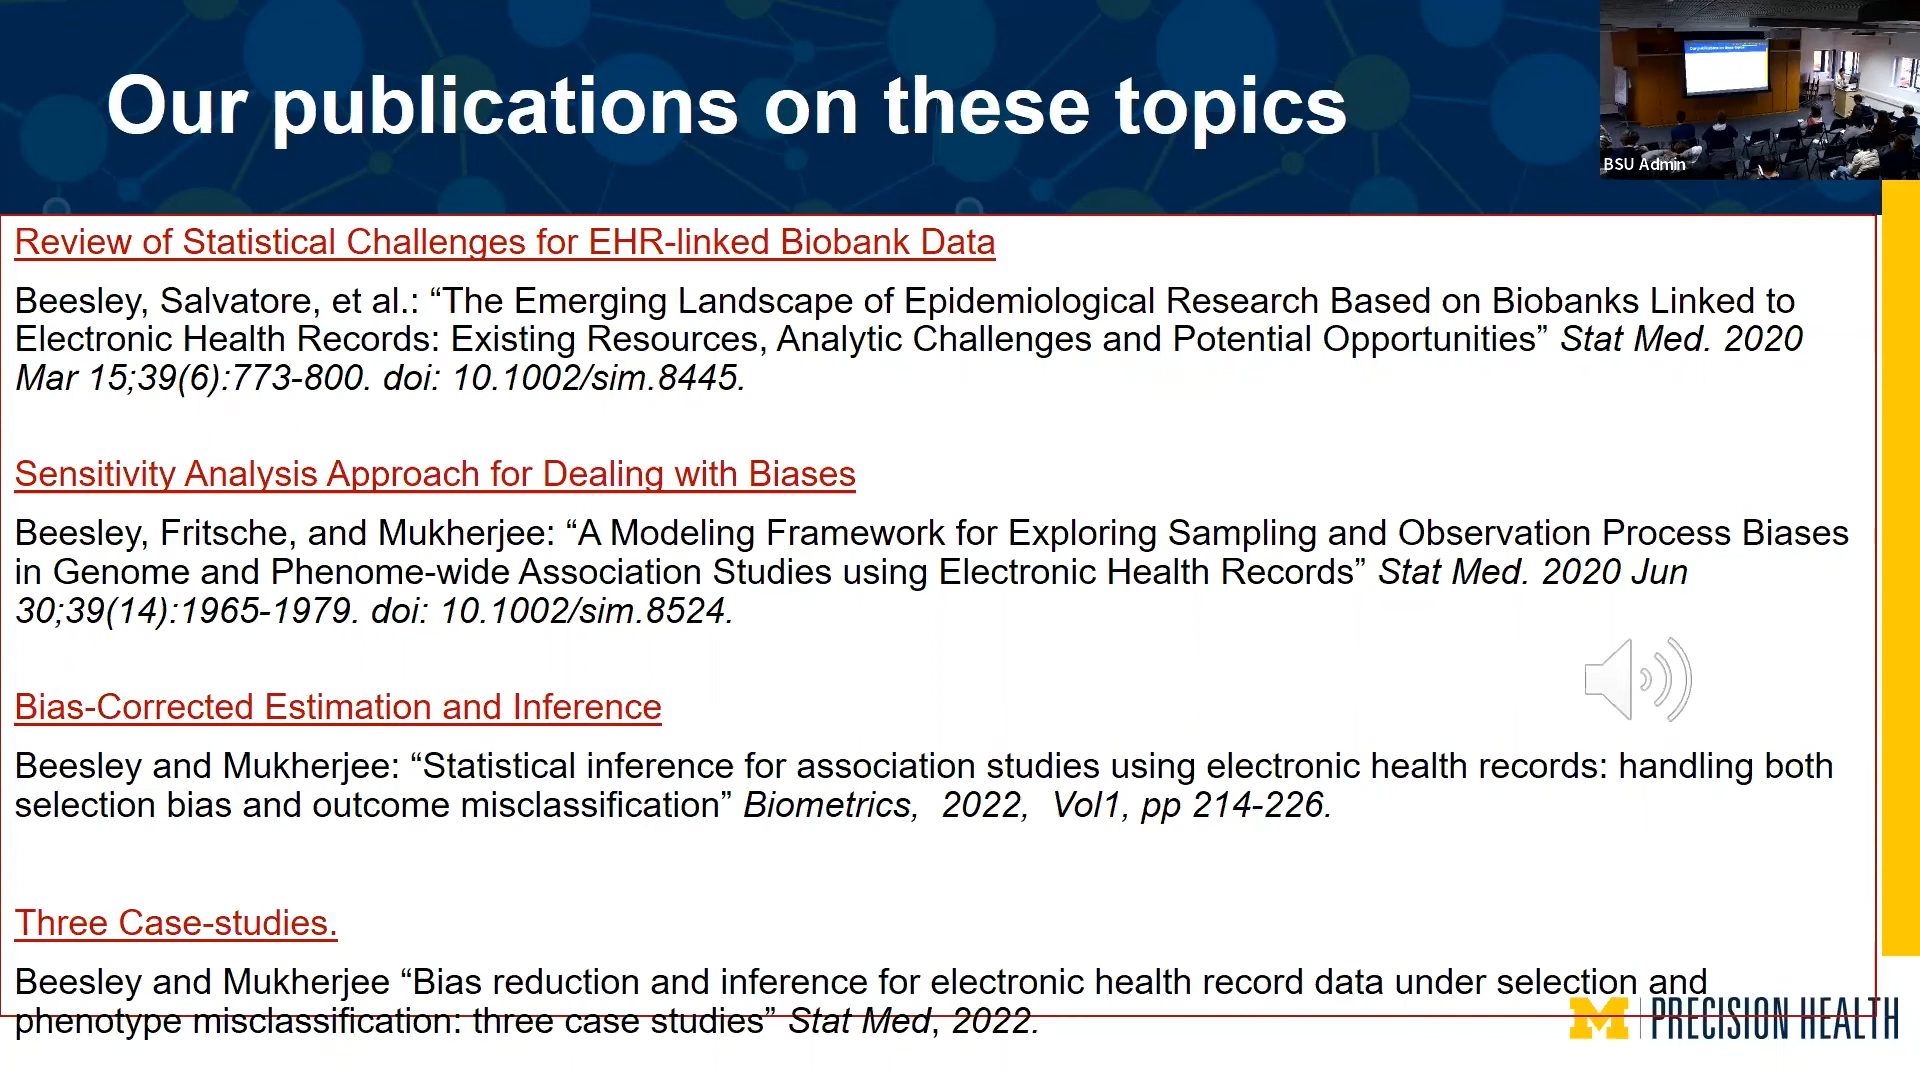 Our publications on these topics
BSU Admin
Review of Statistical Challenges for EHR-linked Biobank Data
Beesley, Salvatore, et al.: “The Emerging Landscape of Epidemiological Research Based on Biobanks Linked to
Electronic Health Records: Existing Resources, Analytic Challenges and Potential Opportunities” Stat Med. 2020
Mar 15;39(6):773-800. doi: 10.1002/sim.8445.
Sensitivity Analysis Approach for Dealing with Biases
Beesley, Fritsche, and Mukherjee: “A Modeling Framework for Exploring Sampling and Observation Process Biases
in Genome and Phenome-wide Association Studies using Electronic Health Records” Stat Med. 2020 Jun
30;39(14):1965-1979. doi: 10.1002/sim.8524.
Bias-Corrected Estimation and Inference
Beesley and Mukherjee: “Statistical inference for association studies using electronic health records: handling both
selection bias and outcome misclassification” Biometrics,  2022,  Vol1, pp 214-226.
Three Case-studies.
Beesley and Mukherjee “Bias reduction and inference for electronic health record data under selection and
phenotype misclassification: three case studies” Stat Med, 2022.
M PRECISION HEALTH